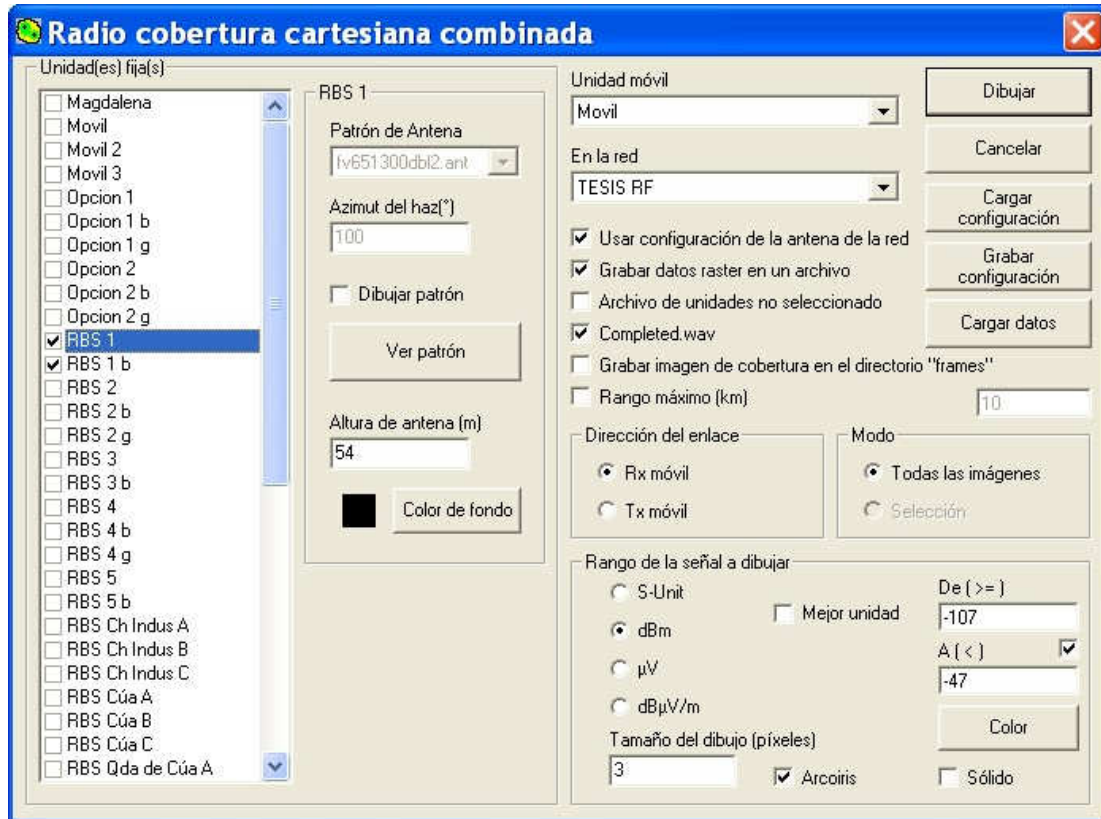 Radio cobertura cartesiana combinada
Unidad(es) fija(s)
Magdalena
Movil
Movil 2
Movil 3
Opcion 1
Opcion 1 b
Opcion 1 g
Opcion 2
Opcion 2 b
Opcion 2 g
RBS 1
RBS 1 b
RBS 2
RBS 2 b
RBS 2 g
RBS 3
RBS 3 b
RBS 4
RBS 4 b
RBS 4 g
RBS 5
RBS 5 b
RBS Ch Indus A
RBS Ch Indus B
RBS Ch Indus C
RBS Cúa A
RBS Cúa B
RBS Cúa C
RBS Qda de Cúa A
RBS 1
Patrón de Antena
fv651300dbl2.ant
Azimut del haz(°)
100
Dibujar patrón
Ver patrón
Altura de antena (m)
54
Color de fondo
Unidad móvil
Movil
En la red
TESIS RF
Usar configuración de la antena de la red
Grabar datos raster en un archivo
Archivo de unidades no seleccionado
Completed.wav
Grabar imagen de cobertura en el directorio "frames"
Rango máximo (km)
10
Dibujar
Cancelar
Cargar
configuración
Grabar
configuración
Cargar datos
Dirección del enlace
Rx móvil
Tx móvil
Modo
Todas las imágenes
Selección
Rango de la señal a dibujar
S-Unit
dBm
µV
dBµV/m
Mejor unidad
De ( >= )
-107
A ( < )
-47
Color
Tamaño del dibujo (píxeles)
3
Arcoiris
Sólido